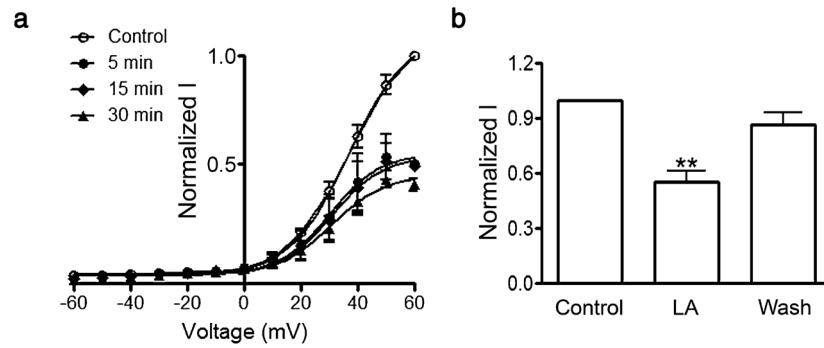 a
Control
5 min
15 min
30 min
Normalized I
1.0
0.5
-60 -40 -20 0 20 40 60
Voltage (mV)
b
Normalized I
1.2
0.9
0.6
0.3
0.0
**
Control LA Wash